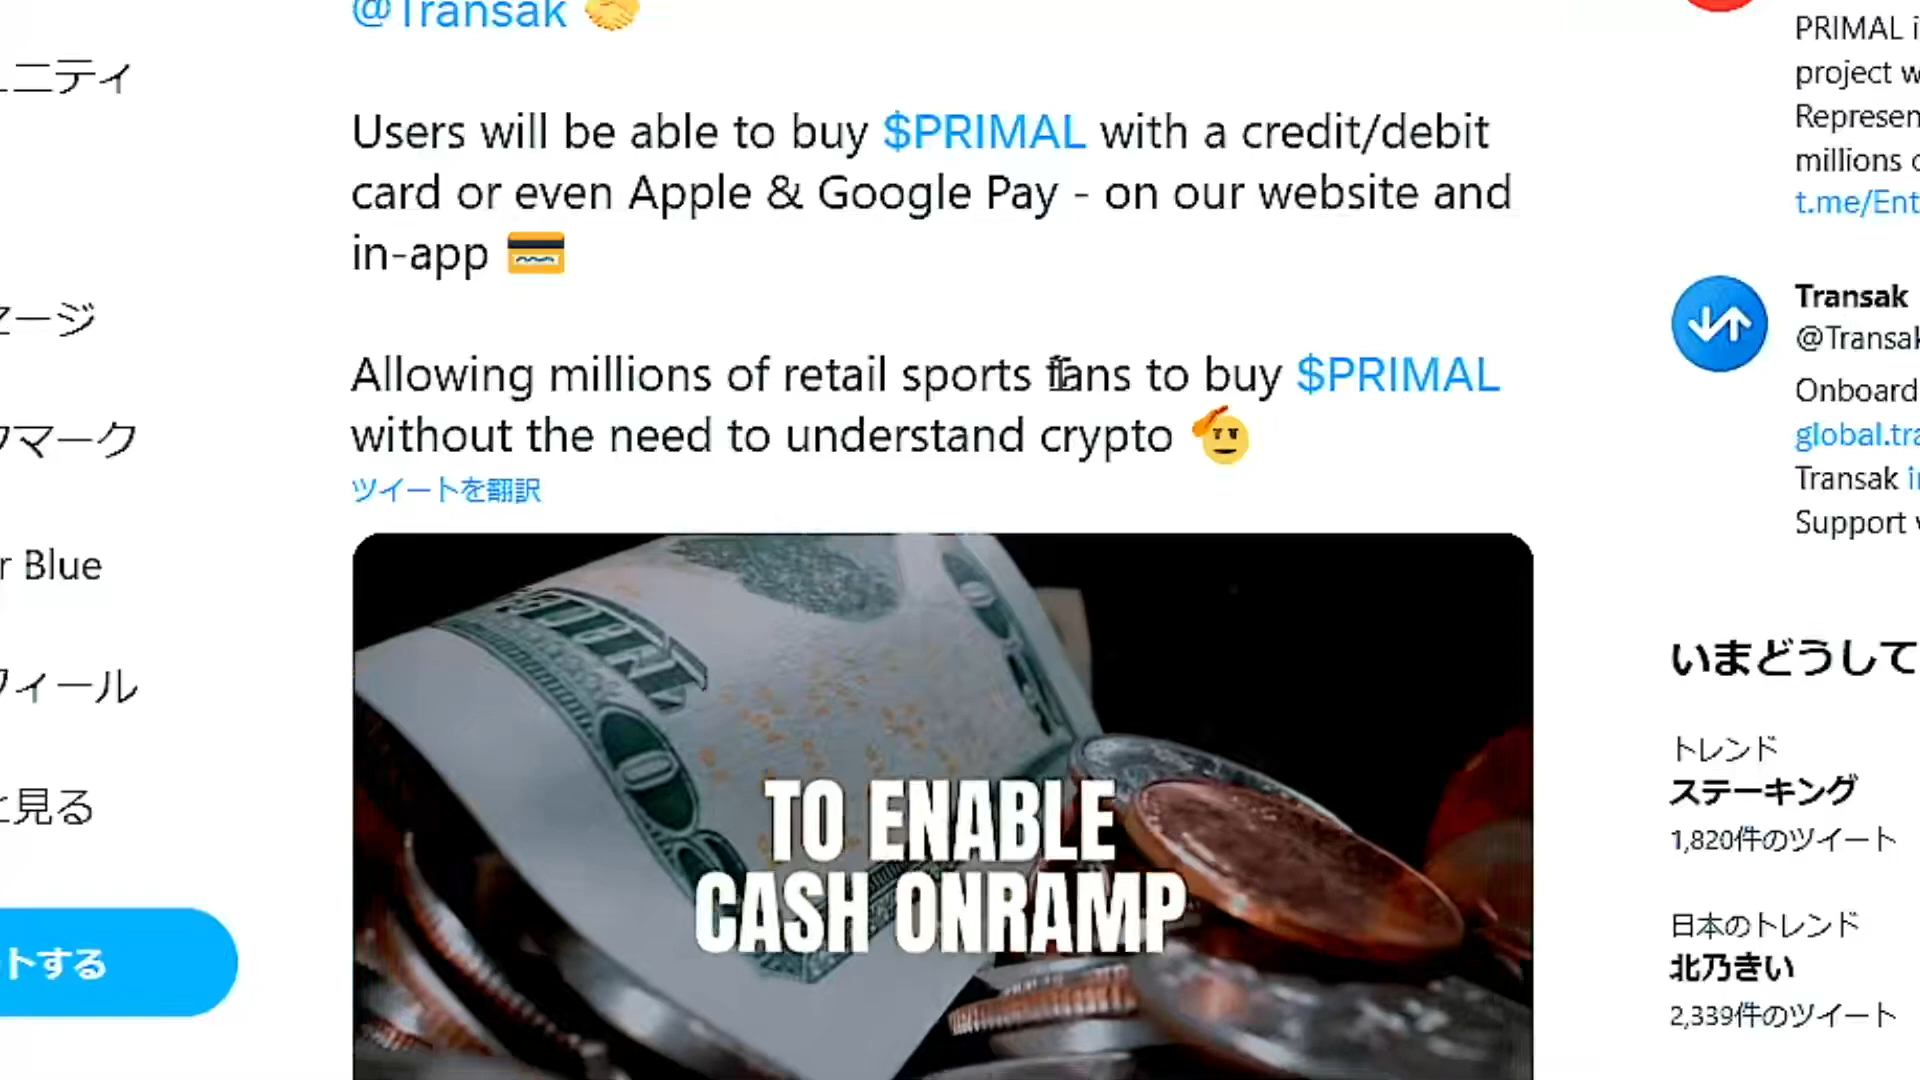 @Transak
Users will be able to buy $PRIMAL with a credit/debit
card or even Apple & Google Pay - on our website and
in-app
Allowing millions of retail sports fans to buy $PRIMAL
without the need to understand crypto
ツイートを翻訳
TO ENABLE
CASH ONRAMP
ニティ
ージ
マーク
r Blue
ィール
と見る
トする
PRIMAL i
project w
Represen
millions
t.me/Ent
Transak
@Transak
Onboard
global.tra
Transak
Support
いまどうして
トレンド
ステーキング
1,820件のツイート
日本のトレンド
北乃きい
2,339件のツイート